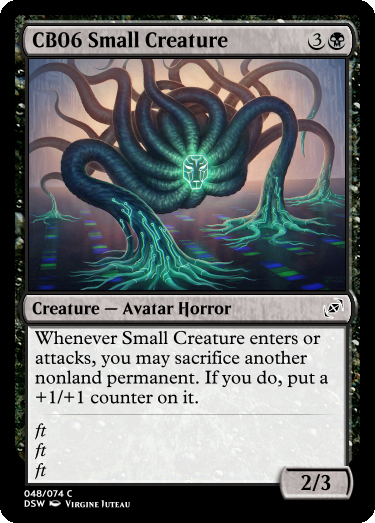 CB06 Small Creature 3
Creature — Avatar Horror
Whenever Small Creature enters or
attacks, you may sacrifice another
nonland permanent. If you do, put a
+1/+1 counter on it.
ft
ft
ft
2/3
048/074 C
DSW Virgine Juteau